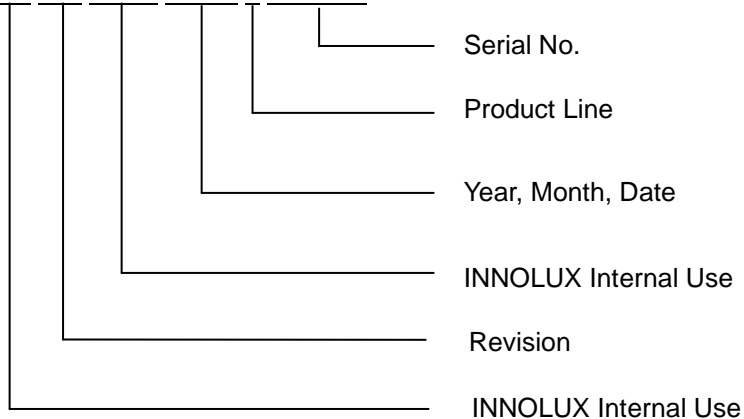 Serial No.
Product Line
Year, Month, Date
INNOLUX Internal Use
Revision
INNOLUX Internal Use